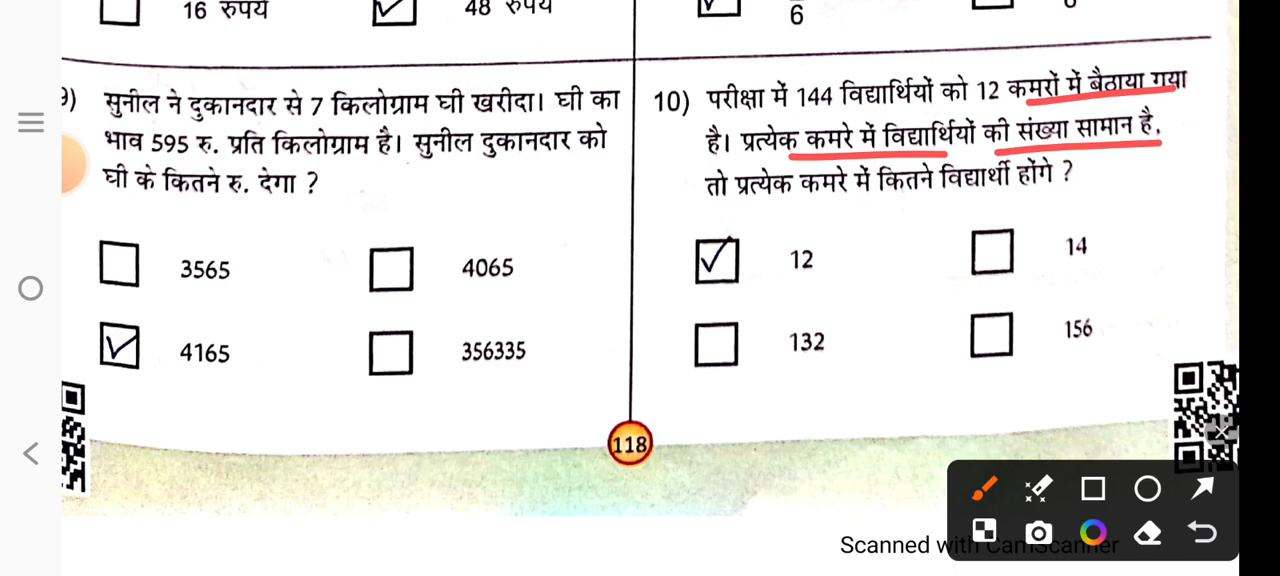 16 रुपये
48 रुपये
6
9) सुनील ने दुकानदार से 7 किलोग्राम घी खरीदा। घी का
भाव 595 रु. प्रति किलोग्राम है। सुनील दुकानदार को
घी के कितने रु. देगा ?
3565
4065
4165
356335
10) परीक्षा में 144 विद्यार्थियों को 12 कमरों में बैठाया गया
है। प्रत्येक कमरे में विद्यार्थियों की संख्या सामान है,
तो प्रत्येक कमरे में कितने विद्यार्थी होंगे ?
12
14
132
156
118
Scanned with CamScanner